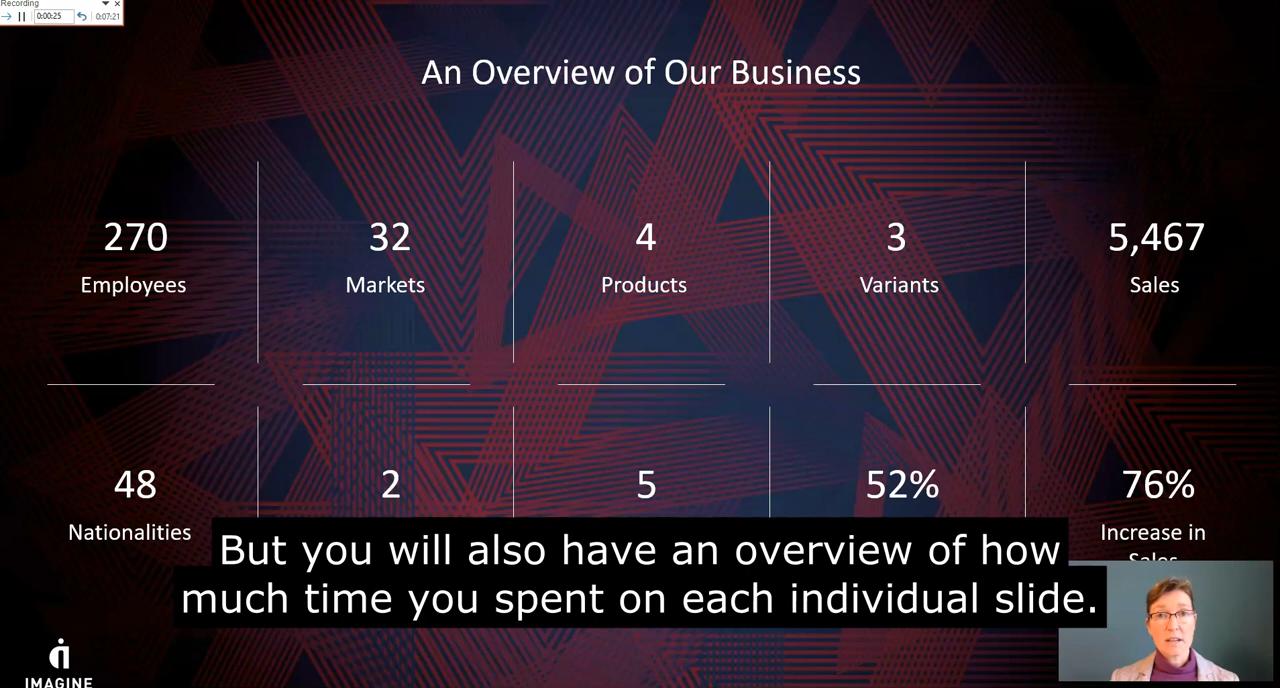 Recording
0:00:25 0:07:21
An Overview of Our Business
270 32 4 3 5,467
Employees Markets Products Variants Sales
48 2 5 52% 76%
Nationalities Increase in
Sales
But you will also have an overview of how
much time you spent on each individual slide.
IMAGINE